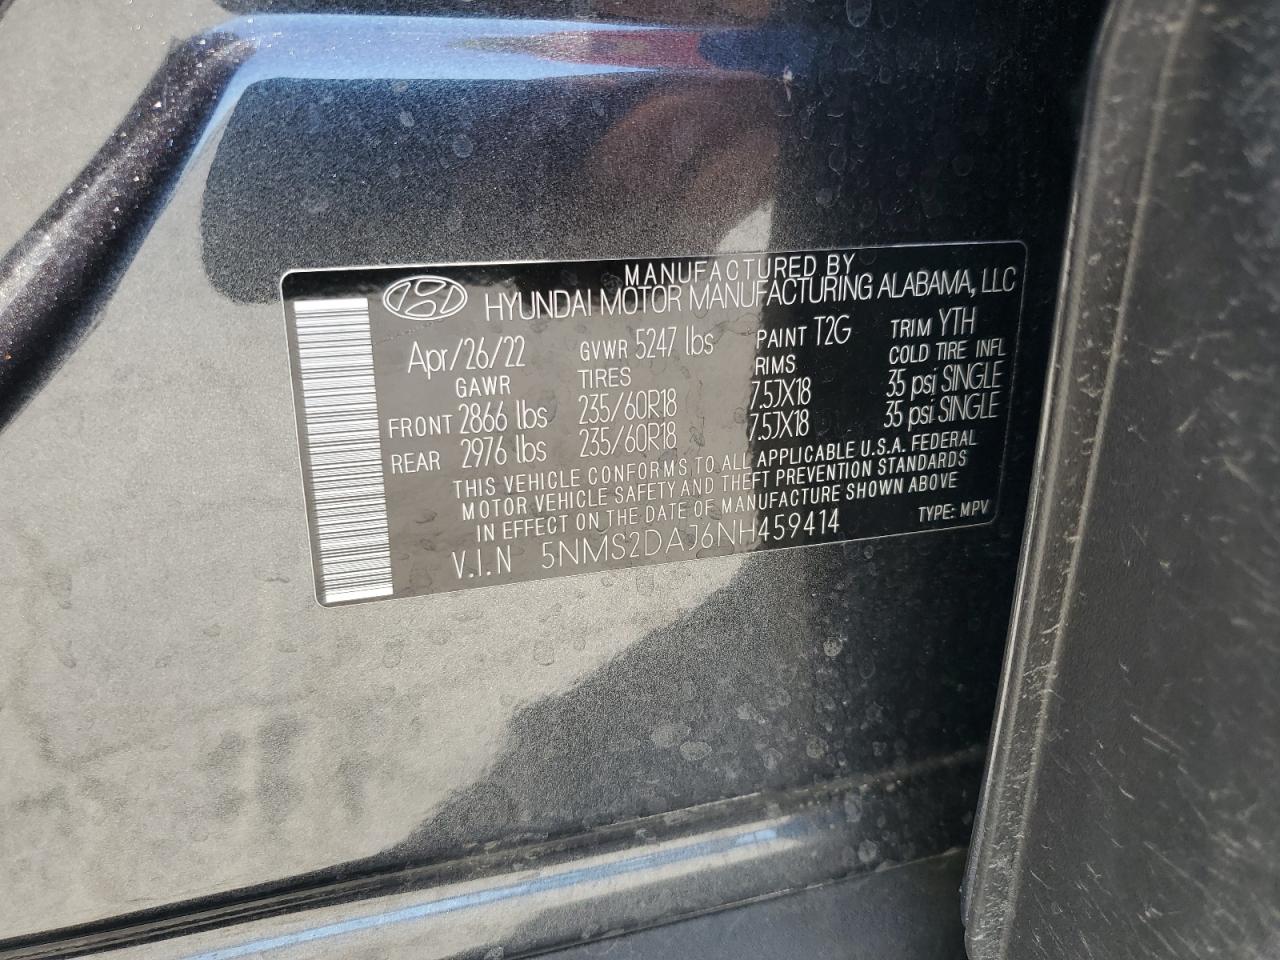 MANUFACTURED BY
HYUNDAI MOTOR MANUFACTURING ALABAMA, LLC
Apr/26/22 GVWR 5247 lbs PAINT T2G TRIM YTH
GAWR TIRES RIMS COLD TIRE INFL
FRONT 2866 lbs 235/60R18 7.5JX18 35 psi SINGLE
REAR 2976 lbs 235/60R18 7.5JX18 35 psi SINGLE
THIS VEHICLE CONFORMS TO ALL APPLICABLE U.S.A. FEDERAL
MOTOR VEHICLE SAFETY AND THEFT PREVENTION STANDARDS
IN EFFECT ON THE DATE OF MANUFACTURE SHOWN ABOVE
V.I.N 5NMS2DAJ6NH459414 TYPE: MPV